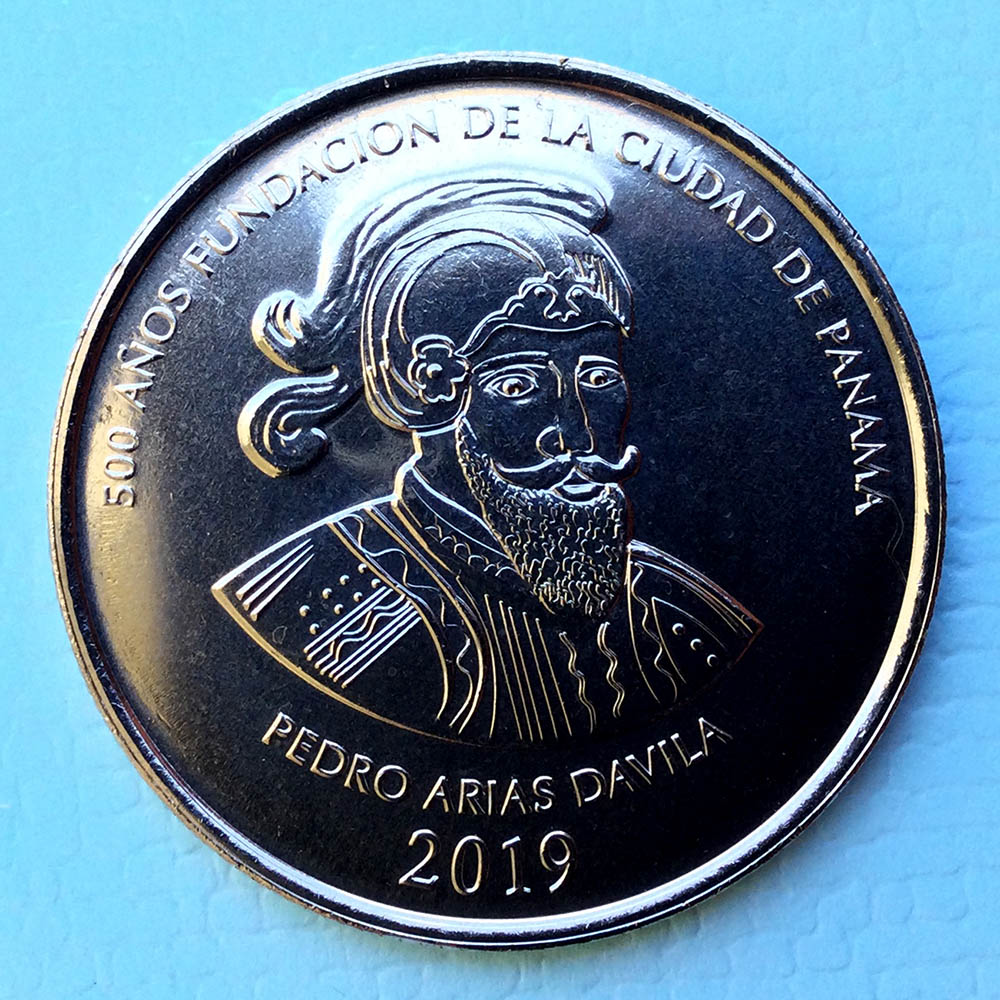 500 AÑOS FUNDACION DE LA CIUDAD DE PANAMA
PEDRO ARIAS DAVILA
2019